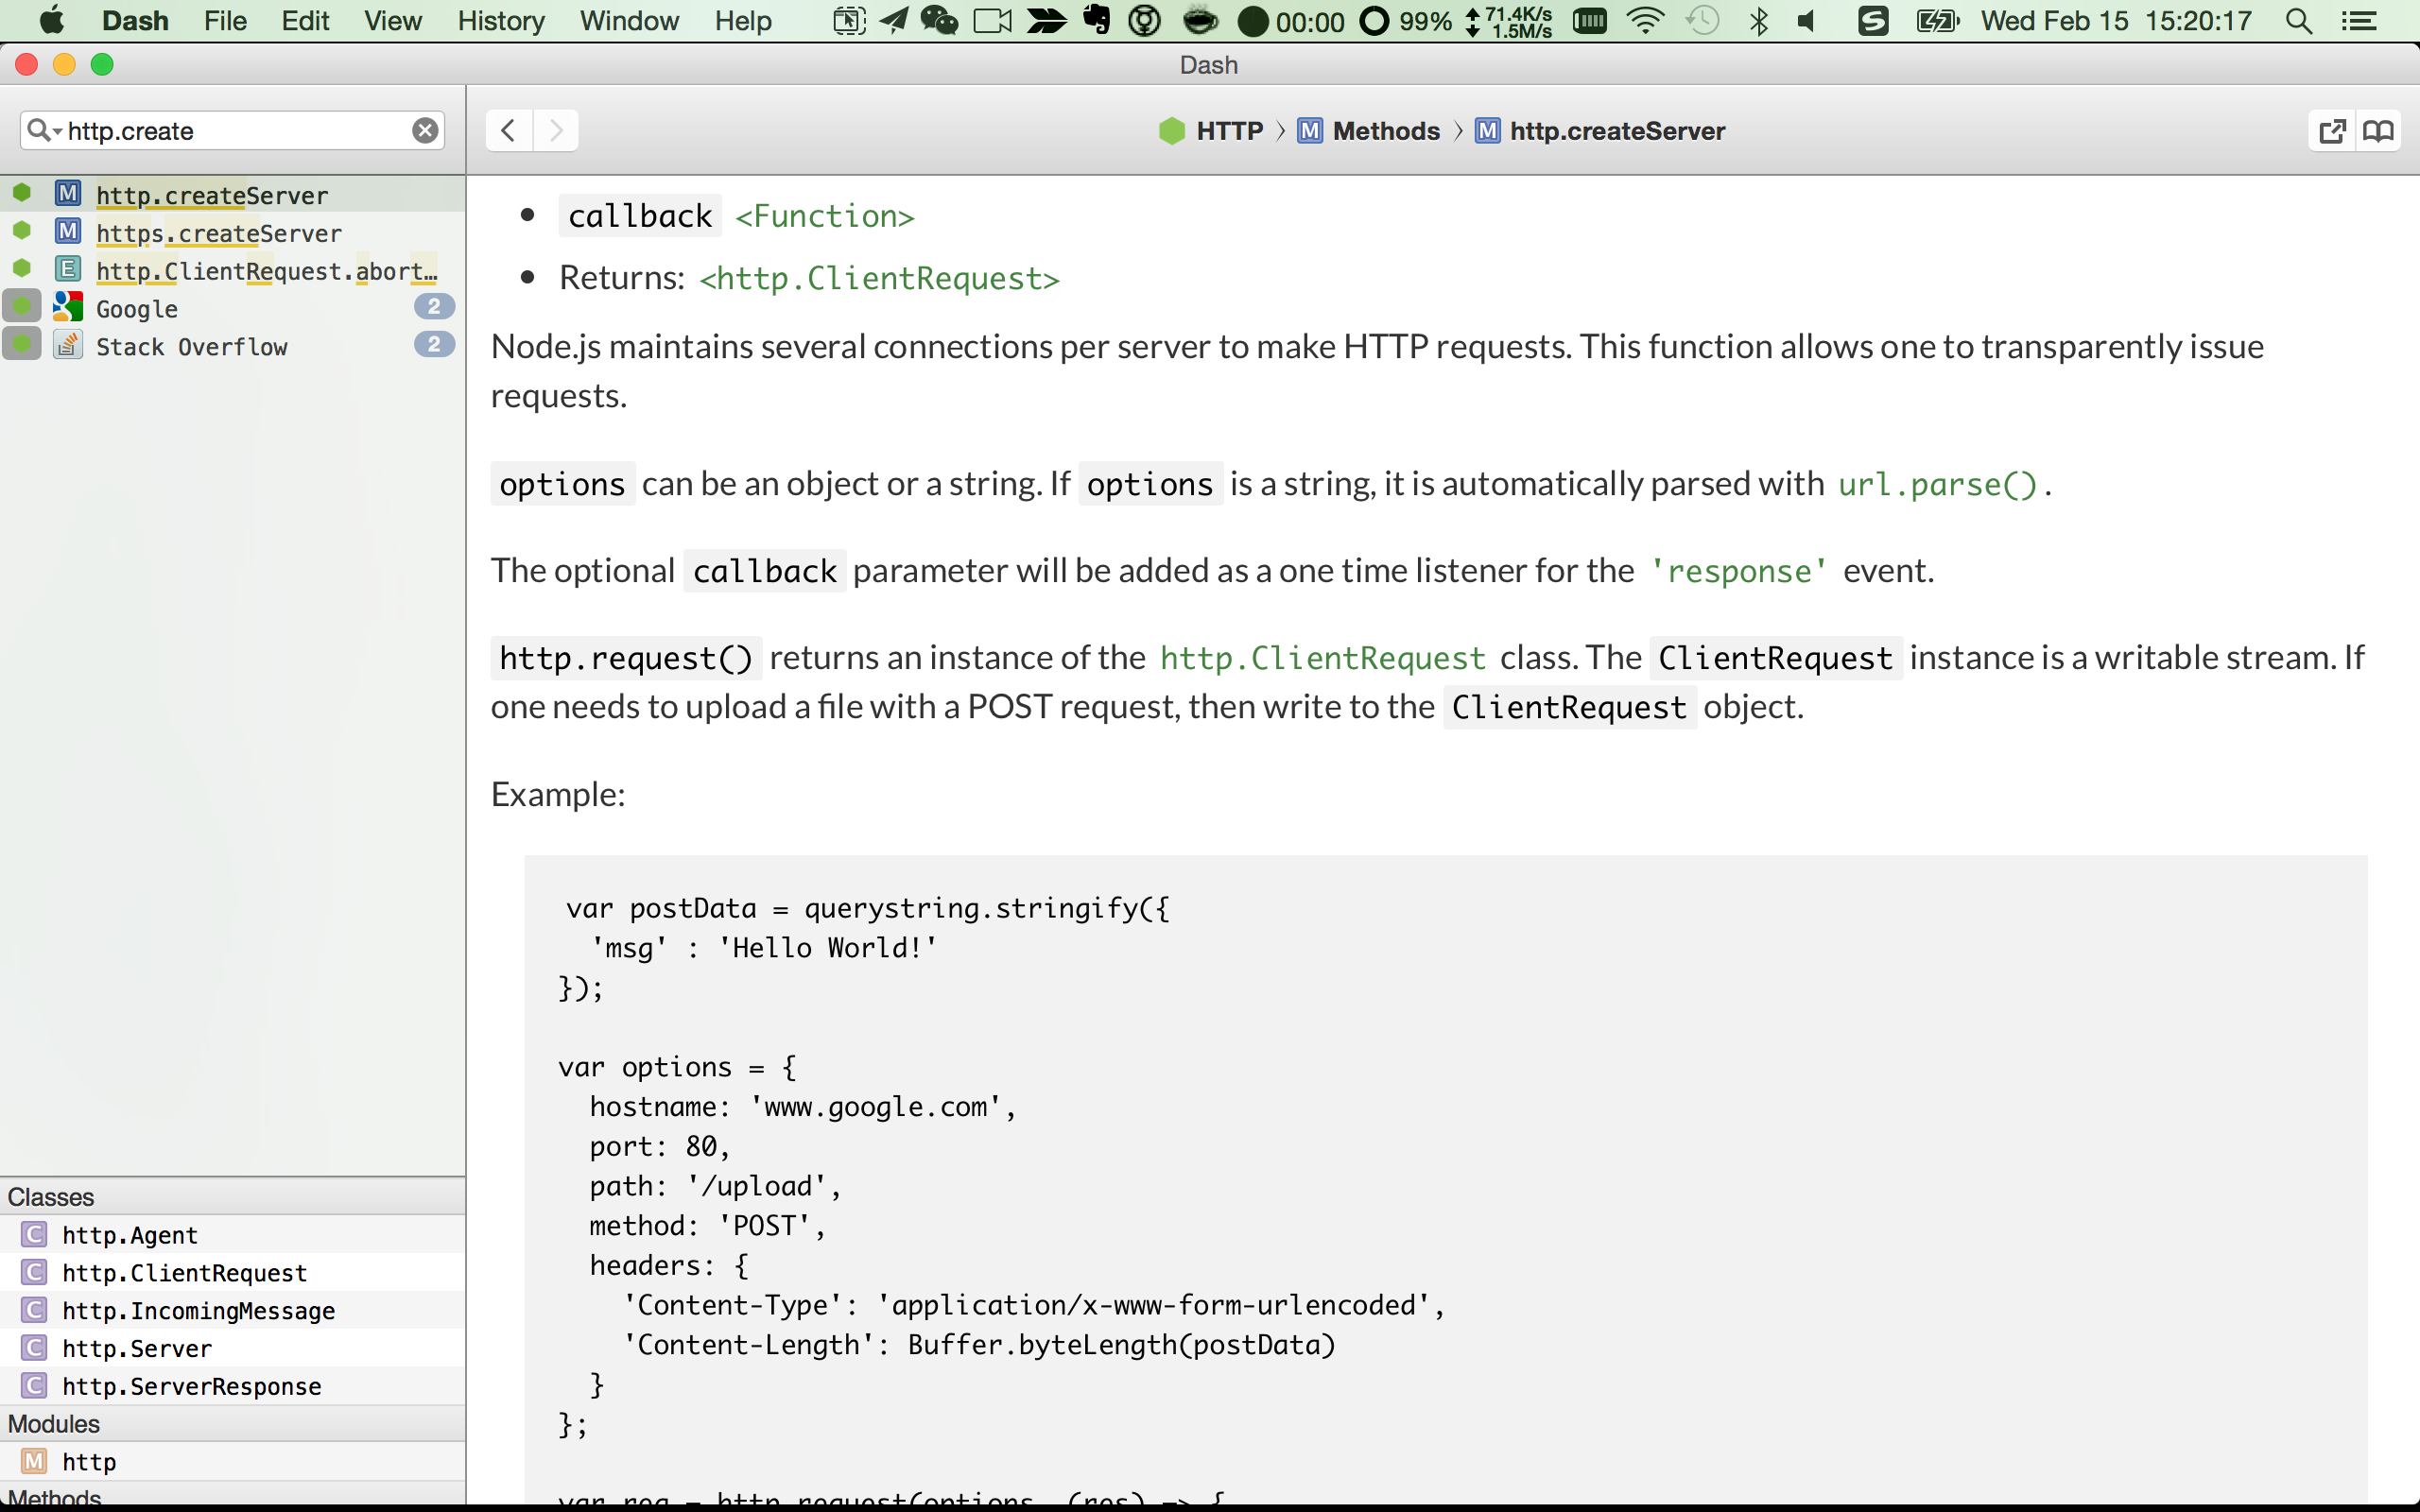 Dash File Edit View History Window Help 00:00 99% 71.4K/s 1.5M/s Wed Feb 15 15:20:17
Dash
http.create
HTTP Methods http.createServer
M http.createServer
M https.createServer
E http.ClientRequest.abort…
Google 2
Stack Overflow 2
Classes
C http.Agent
C http.ClientRequest
C http.IncomingMessage
C http.Server
C http.ServerResponse
Modules
M http
Methods
• callback <Function>
• Returns: <http.ClientRequest>
Node.js maintains several connections per server to make HTTP requests. This function allows one to transparently issue
requests.
options can be an object or a string. If options is a string, it is automatically parsed with url.parse().
The optional callback parameter will be added as a one time listener for the 'response' event.
http.request() returns an instance of the http.ClientRequest class. The ClientRequest instance is a writable stream. If
one needs to upload a file with a POST request, then write to the ClientRequest object.
Example:
var postData = querystring.stringify({
'msg' : 'Hello World!'
});
var options = {
hostname: 'www.google.com',
port: 80,
path: '/upload',
method: 'POST',
headers: {
'Content-Type': 'application/x-www-form-urlencoded',
'Content-Length': Buffer.byteLength(postData)
}
};
var req = http.request(options, (res) => {